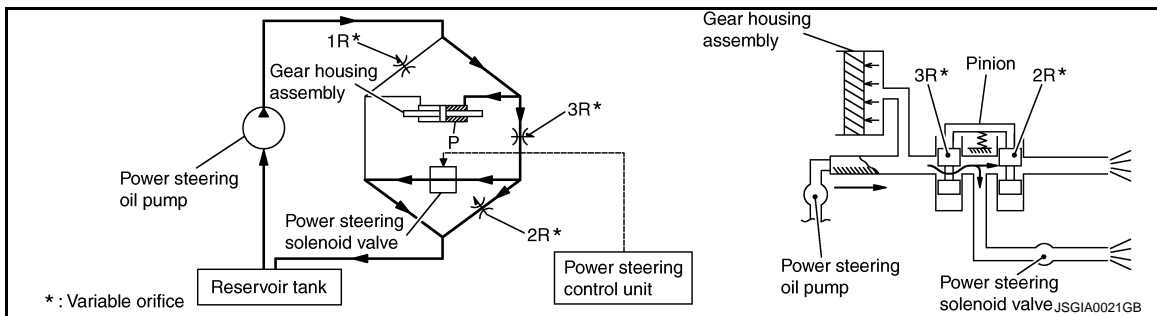 1R*
Gear housing
assembly
3R*
P
Power steering
oil pump
Power steering
solenoid valve
2R*
Reservoir tank
Power steering
control unit
* : Variable orifice
Gear housing
assembly
Pinion
3R*
2R*
Power steering
oil pump
Power steering
solenoid valve
JSGIA0021GB